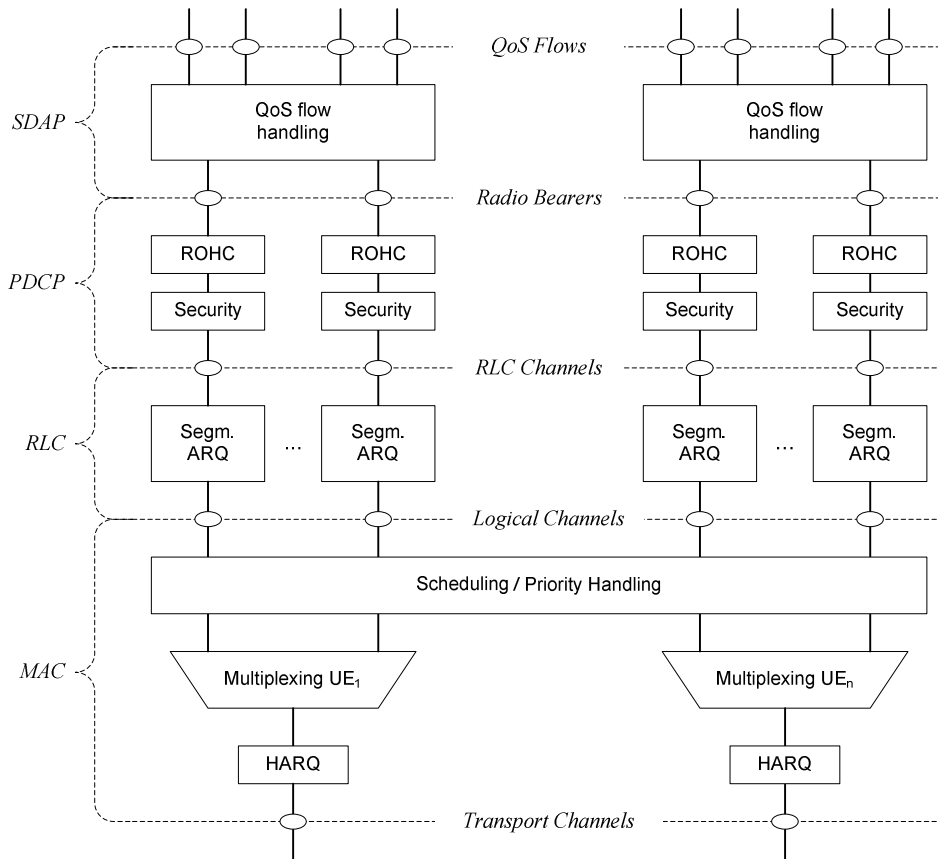 QoS Flows
QoS flow
handling
QoS flow
handling
SDAP
Radio Bearers
ROHC
ROHC
ROHC
ROHC
PDCP
Security
Security
Security
Security
RLC Channels
RLC
Segm.
ARQ
...
Segm.
ARQ
Segm.
ARQ
...
Segm.
ARQ
Logical Channels
Scheduling / Priority Handling
MAC
Multiplexing UE₁
Multiplexing UEₙ
HARQ
HARQ
Transport Channels